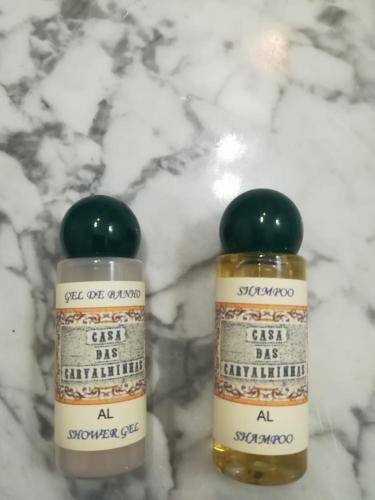 GEL DE BANHO
CASA
DAS
CARVALHINHAS
AL
SHOWER GEL
SHAMPOO
CASA
DAS
CARVALHINHAS
AL
SHAMPOO